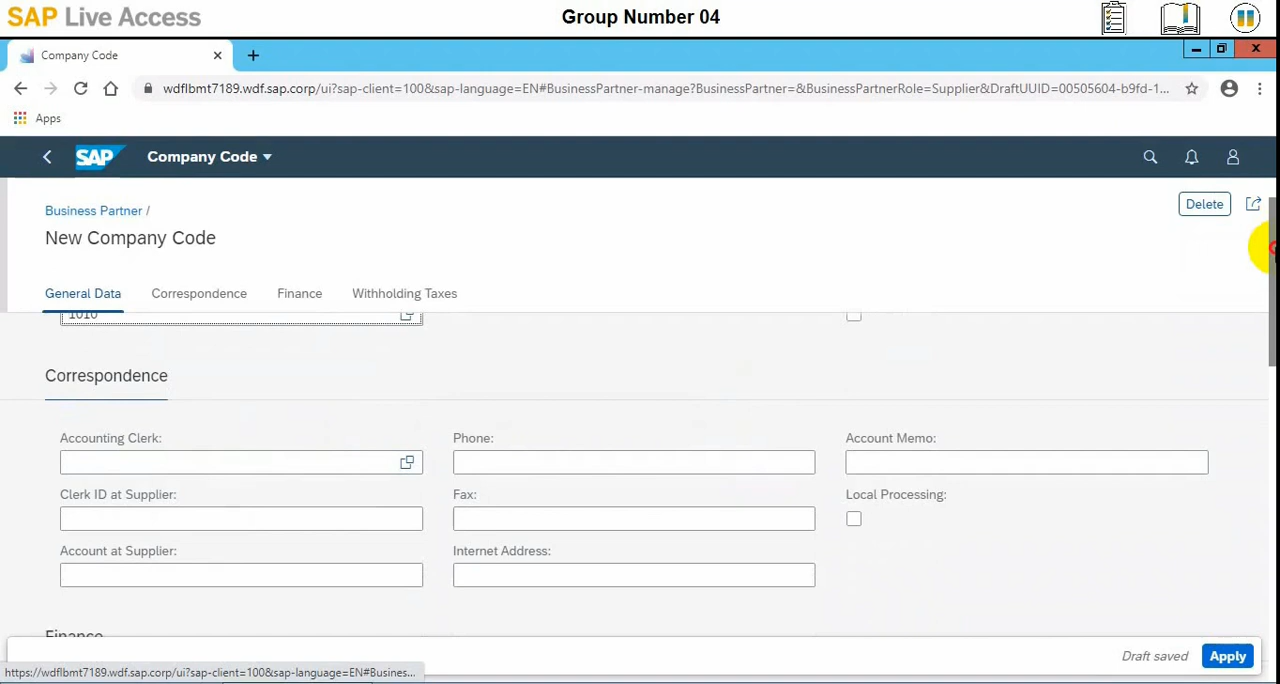 SAP Live Access
Group Number 04
Company Code
wdflbmt7189.wdf.sap.corp/ui?sap-client=100&sap-language=EN#BusinessPartner-manage?BusinessPartner=&BusinessPartnerRole=Supplier&DraftUUID=00505604-b9fd-1...
Apps
SAP Company Code
Business Partner /
Delete
New Company Code
General Data Correspondence Finance Withholding Taxes
1010
Correspondence
Accounting Clerk: Phone: Account Memo:
Clerk ID at Supplier: Fax: Local Processing:
Account at Supplier: Internet Address:
Finance
Draft saved Apply
https://wdflbmt7189.wdf.sap.corp/ui?sap-client=100&sap-language=EN#Busines...